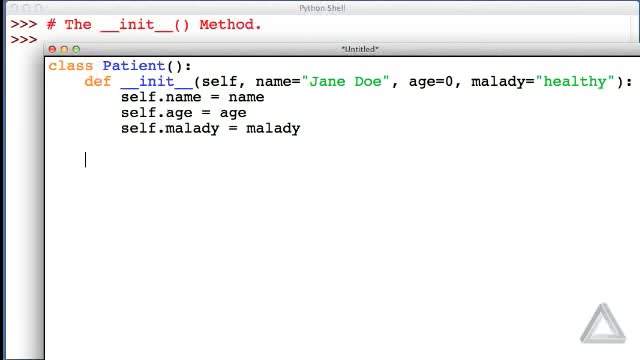 Python Shell
>>> # The __init__() Method.
>>>
*Untitled*
class Patient():
    def __init__(self, name="Jane Doe", age=0, malady="healthy"):
        self.name = name
        self.age = age
        self.malady = malady